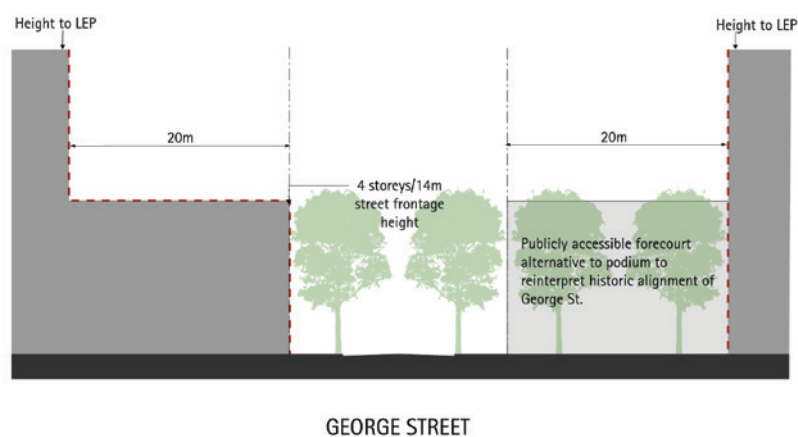 Height to LEP
Height to LEP
20m
20m
4 storeys/14m
street frontage
height
Publicly accessible forecourt
alternative to podium to
reinterpret historic alignment of
George St.
GEORGE STREET